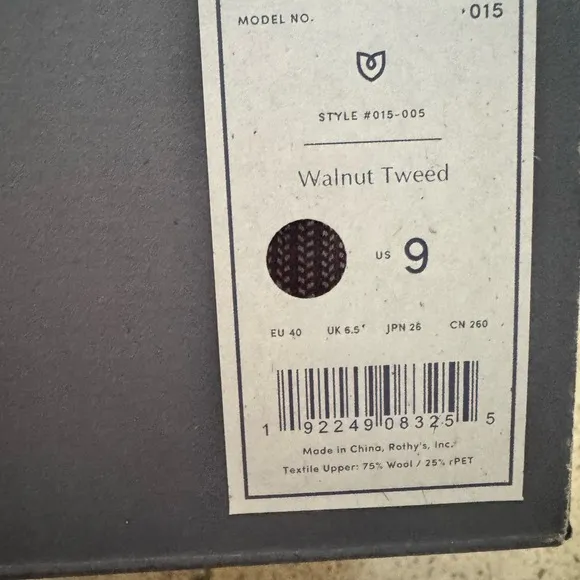 MODEL NO. 015
STYLE #015-005
Walnut Tweed
US 9
EU 40 UK 6.5 JPN 26 CN 260
1 92249 08325 5
Made in China, Rothy's, Inc.
Textile Upper: 75% Wool / 25% rPET